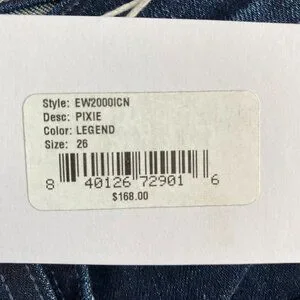 Style: EW2000ICN
Desc: PIXIE
Color: LEGEND
Size: 26
8 40126 72901 6
$168.00